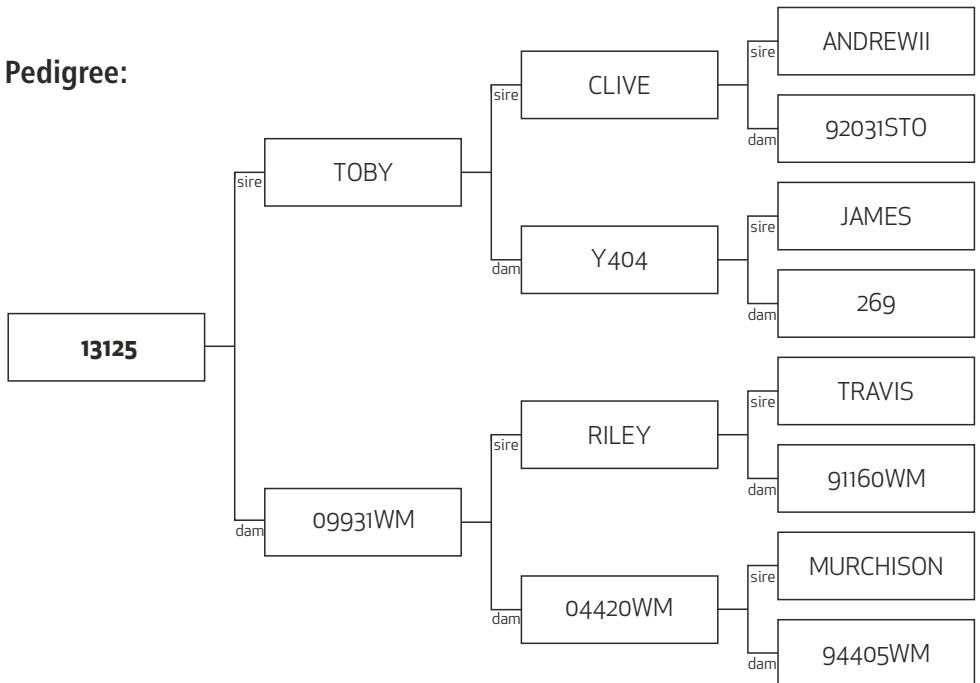 Pedigree:
13125
sire
TOBY
dam
09931WM
sire
CLIVE
dam
Y404
sire
RILEY
dam
04420WM
sire
ANDREWII
dam
92031STO
sire
JAMES
dam
269
sire
TRAVIS
dam
91160WM
sire
MURCHISON
dam
94405WM